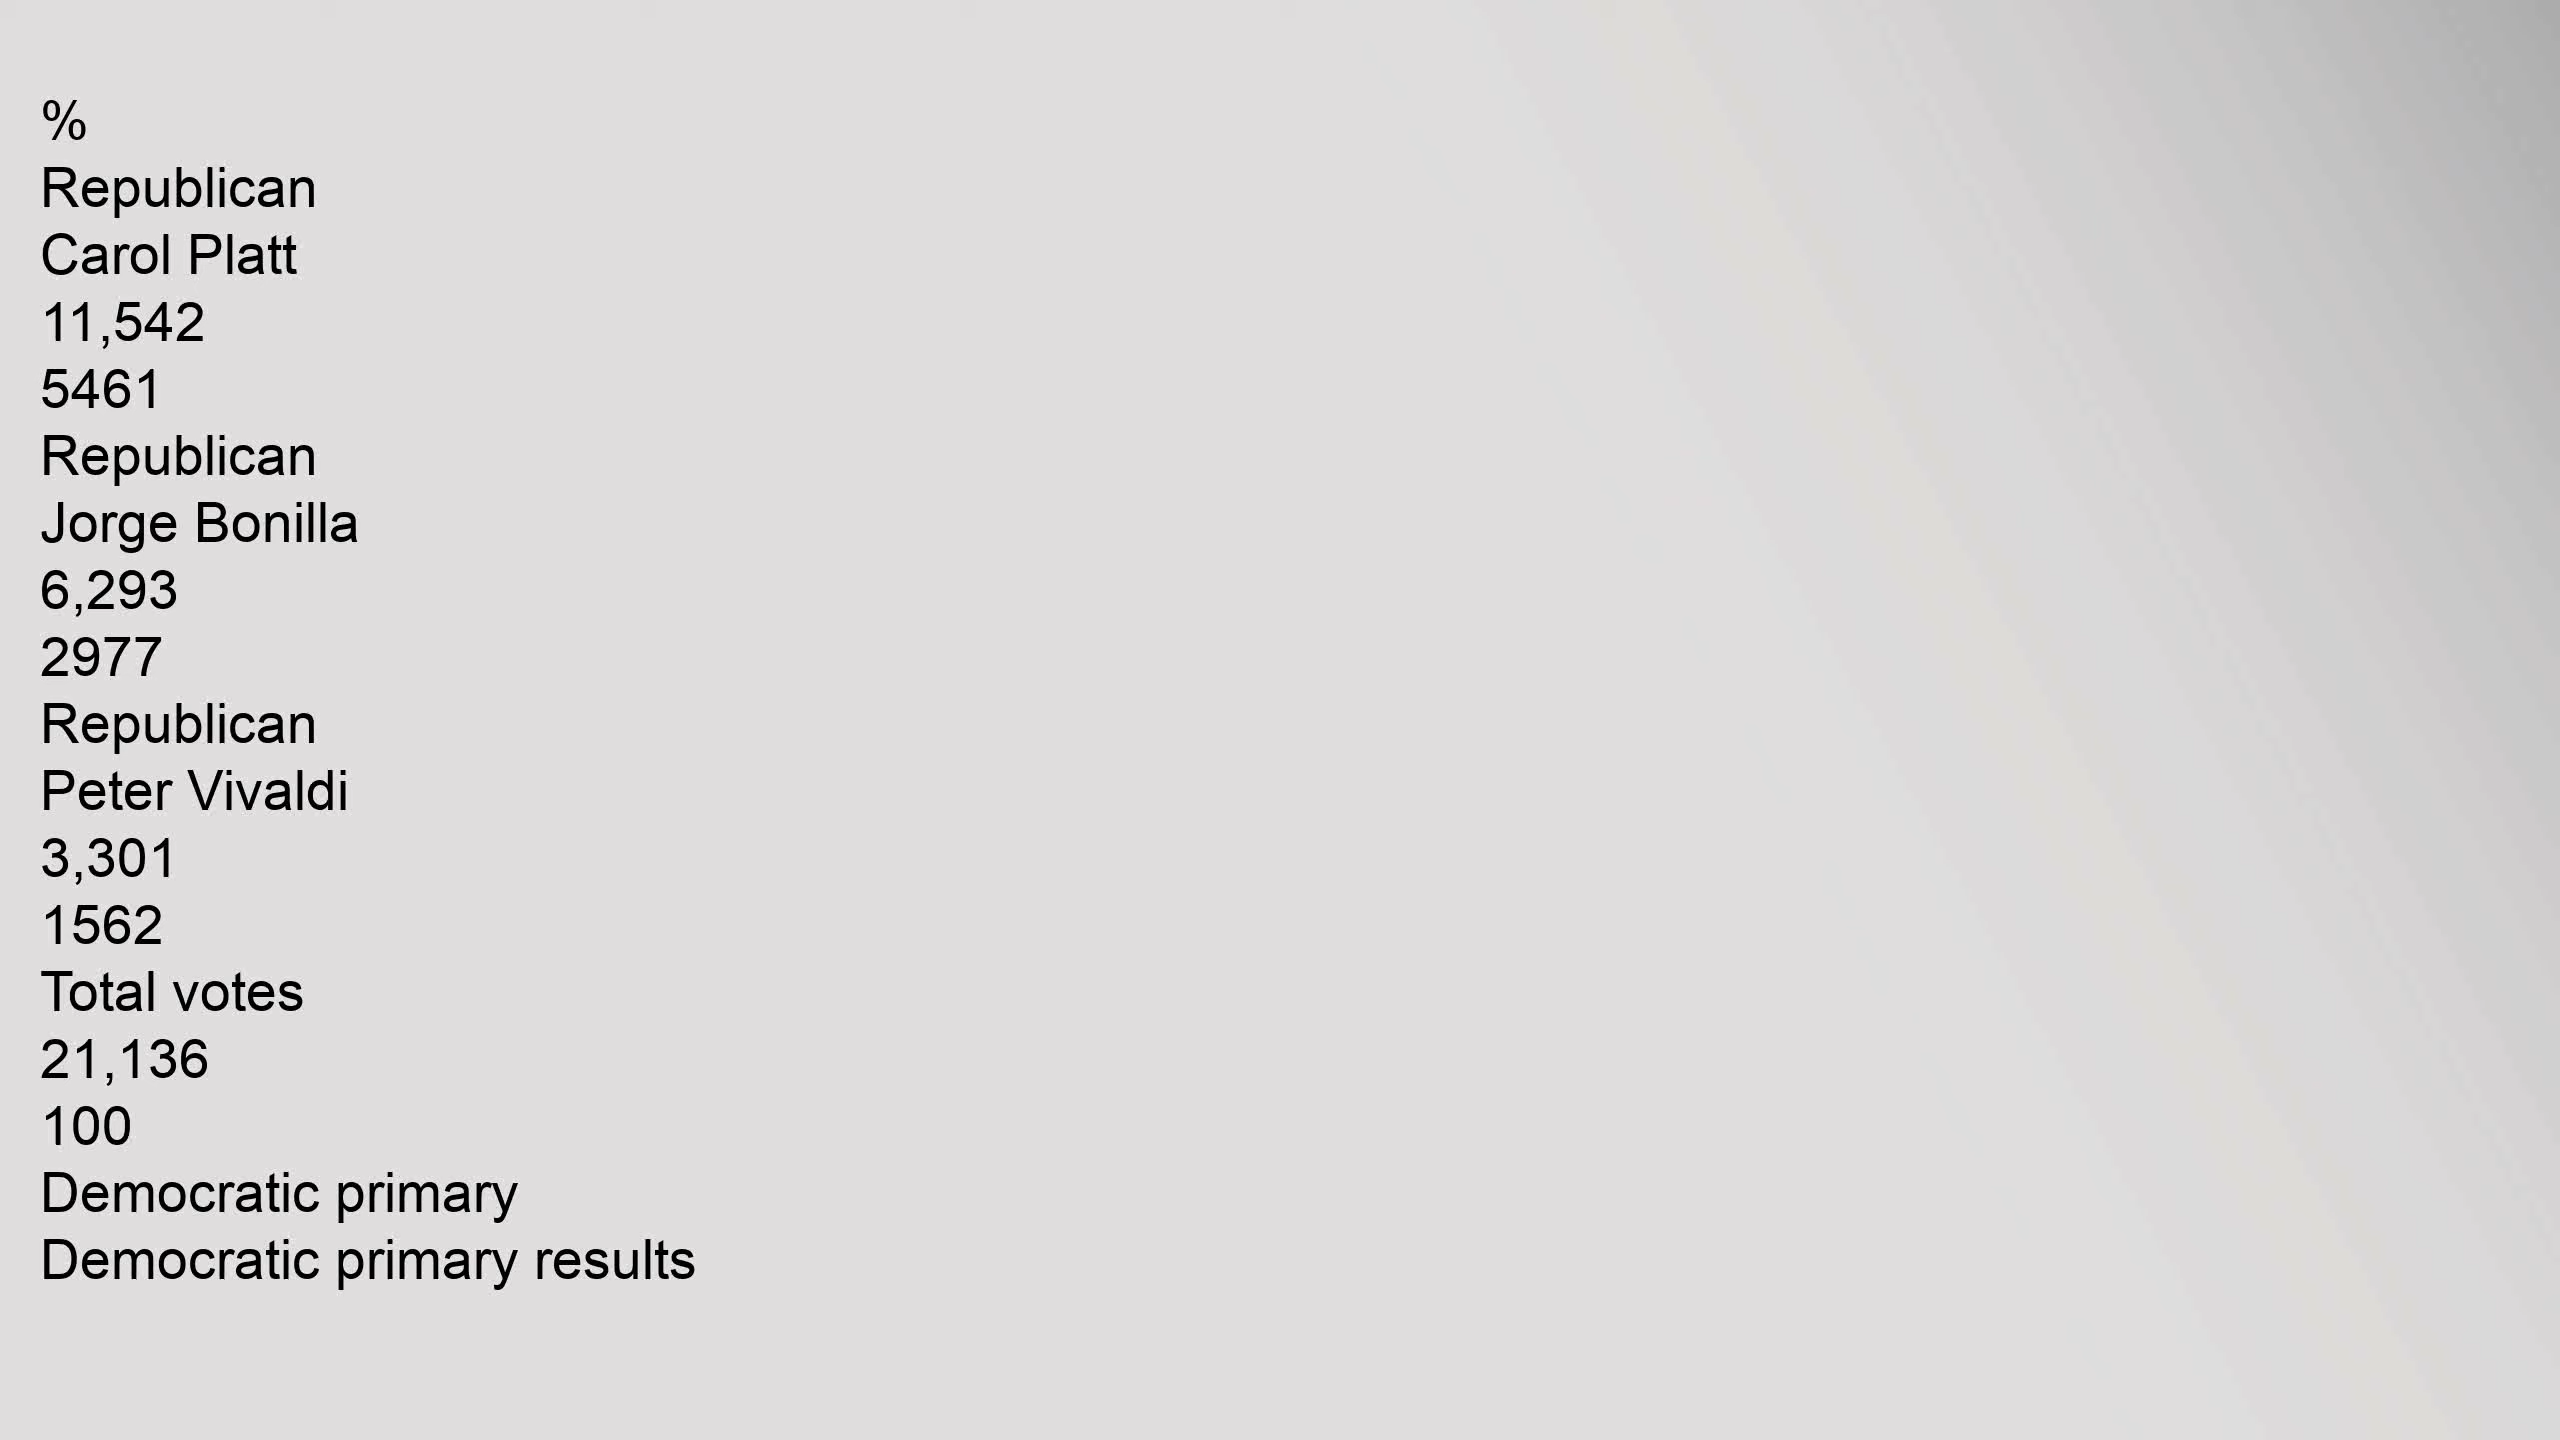 %
Republican
Carol Platt
11,542
5461
Republican
Jorge Bonilla
6,293
2977
Republican
Peter Vivaldi
3,301
1562
Total votes
21,136
100
Democratic primary
Democratic primary results